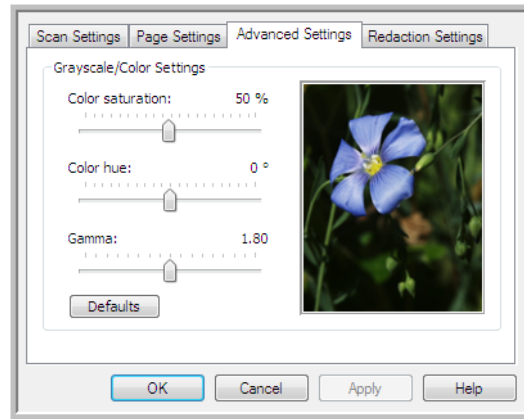 Scan Settings Page Settings Advanced Settings Redaction Settings
Grayscale/Color Settings
Color saturation: 50 %
Color hue: 0 °
Gamma: 1.80
Defaults
OK Cancel Apply Help